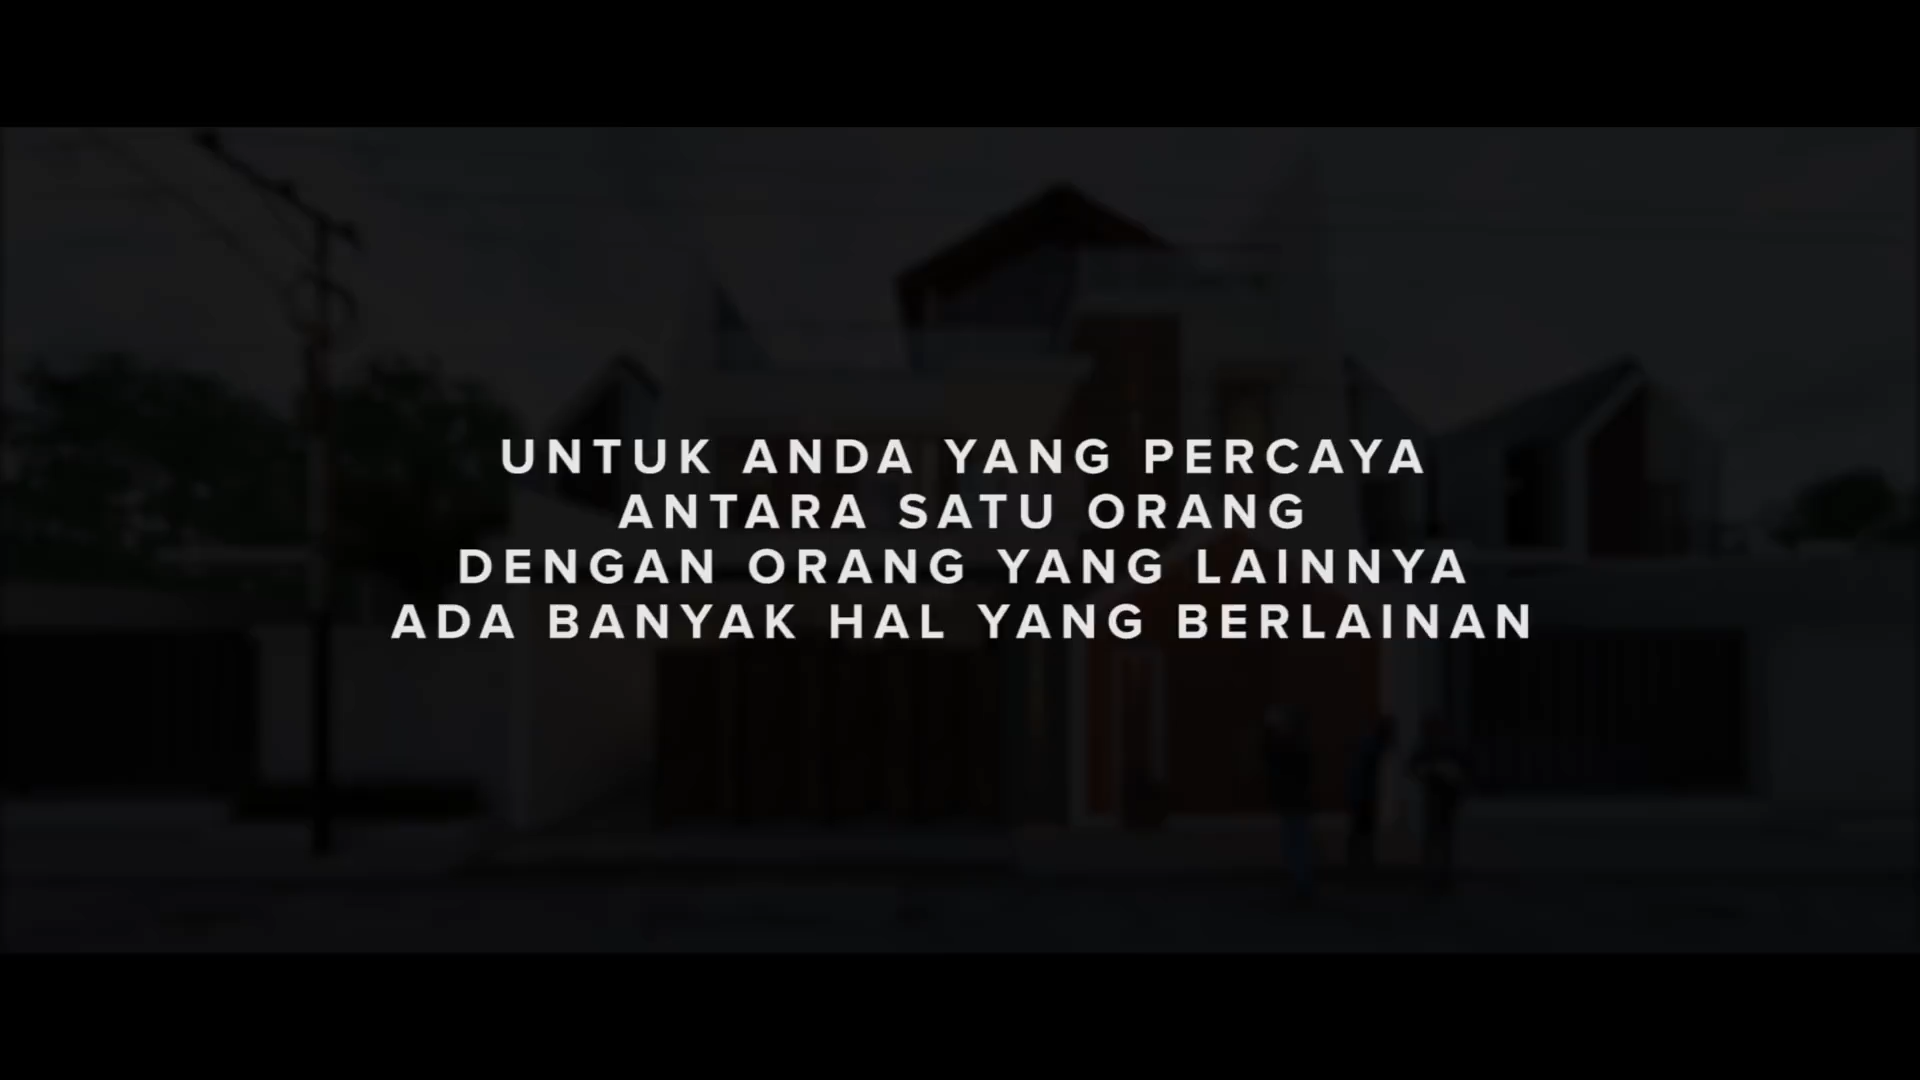 UNTUK ANDA YANG PERCAYA
ANTARA SATU ORANG
DENGAN ORANG YANG LAINNYA
ADA BANYAK HAL YANG BERLAINAN